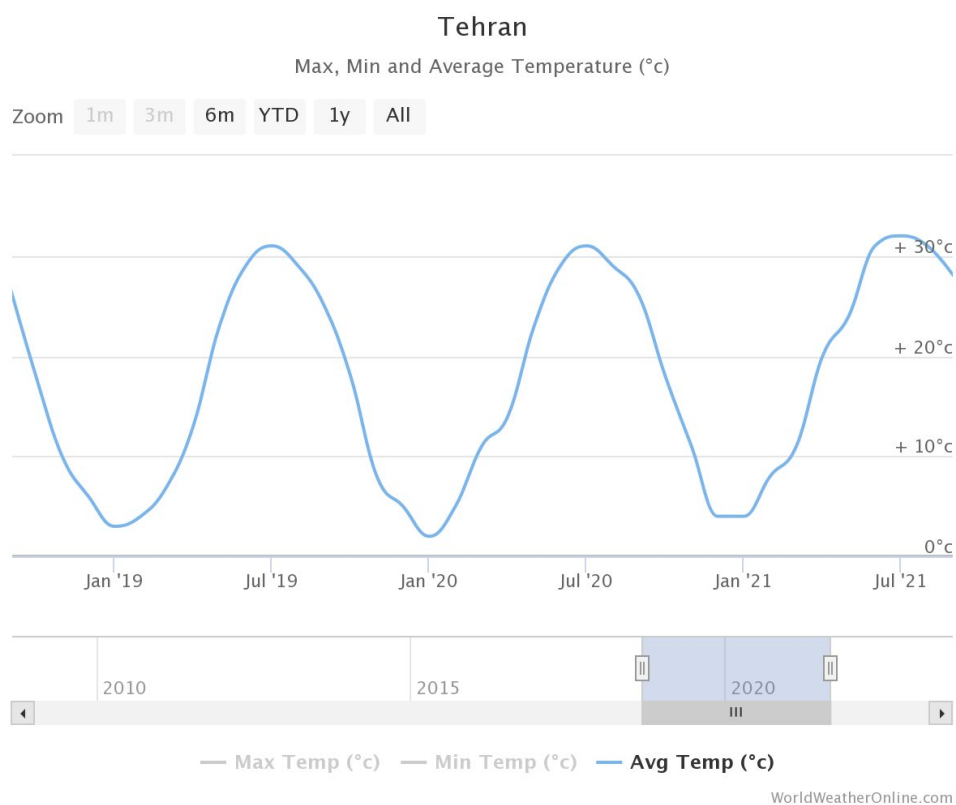 Tehran
Max, Min and Average Temperature (°c)
Zoom 1m 3m 6m YTD 1y All
+ 30°c
+ 20°c
+ 10°c
0°c
Jan '19 Jul '19 Jan '20 Jul '20 Jan '21 Jul '21
2010 2015 2020
Max Temp (°c) Min Temp (°c) Avg Temp (°c)
WorldWeatherOnline.com